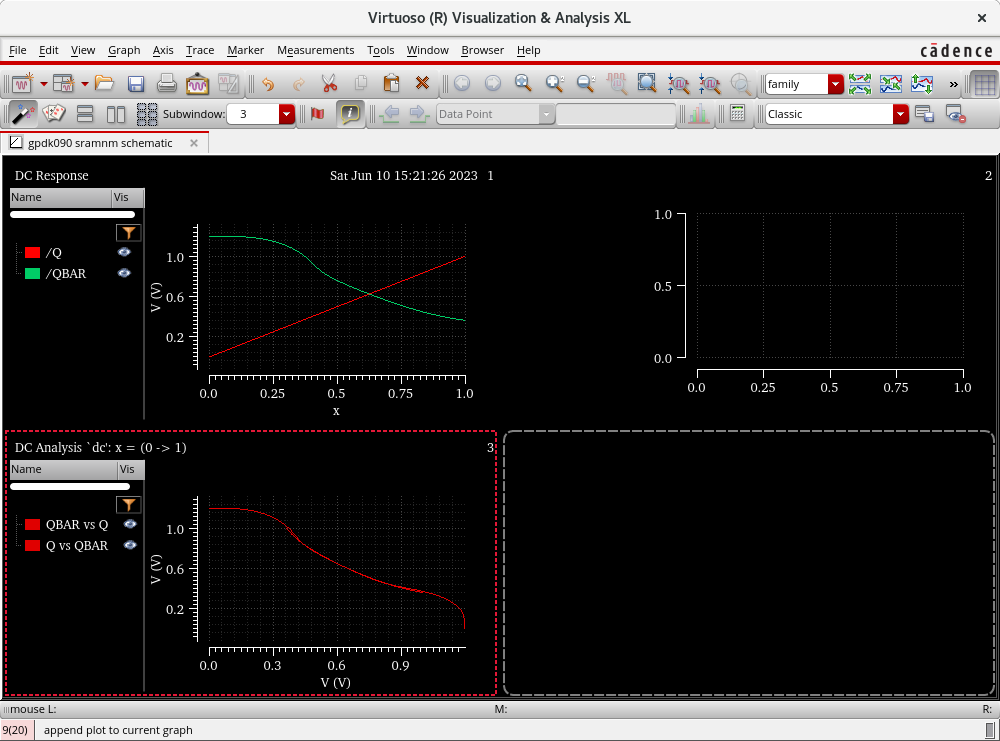 Virtuoso (R) Visualization & Analysis XL
File Edit View Graph Axis Trace Marker Measurements Tools Window Browser Help
cādence
family
»
Subwindow: 3
Data Point
Classic
gpdk090 sramnm schematic
DC Response
Sat Jun 10 15:21:26 2023 1
Name Vis
/Q
/QBAR
V (V)
1.0
0.6
0.2
0.0 0.25 0.5 0.75 1.0
x
2
1.0
0.5
0.0
0.0 0.25 0.5 0.75 1.0
DC Analysis `dc': x = (0 -> 1)
3
Name Vis
QBAR vs Q
Q vs QBAR
V (V)
1.0
0.6
0.2
0.0 0.3 0.6 0.9
V (V)
mouse L: M: R:
9(20) append plot to current graph